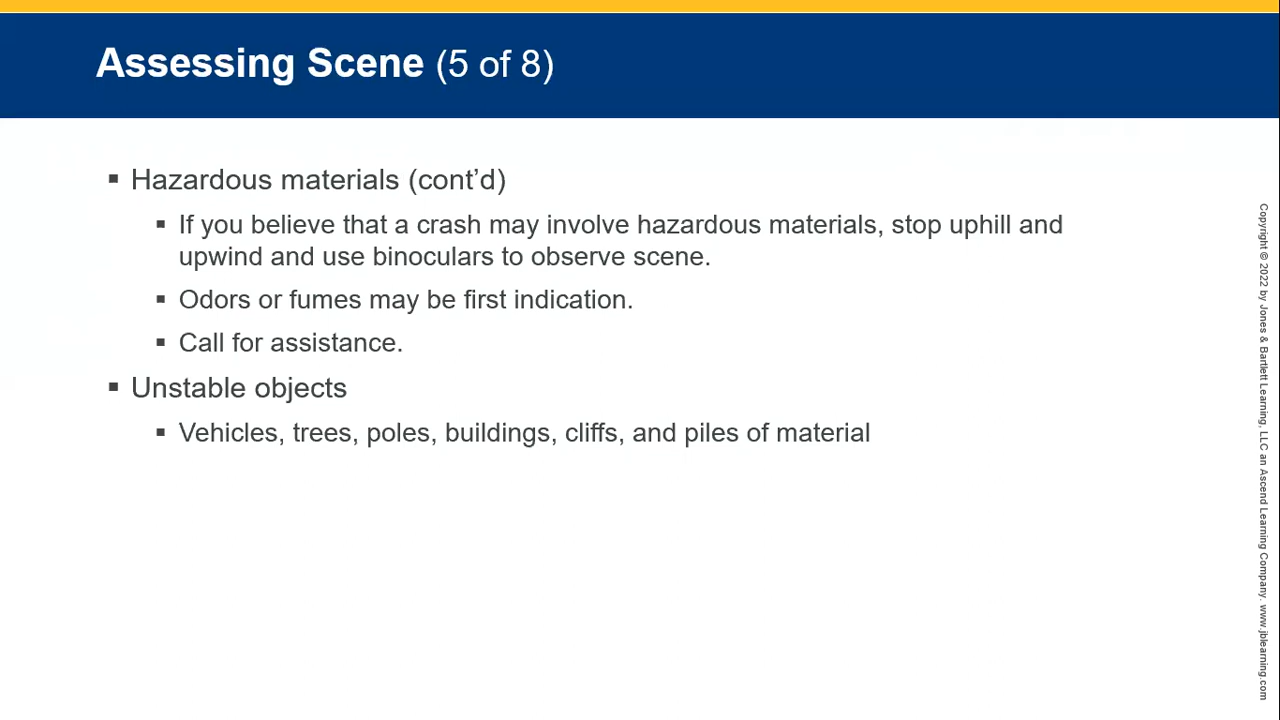 Assessing Scene (5 of 8)
▪ Hazardous materials (cont’d)
▪ If you believe that a crash may involve hazardous materials, stop uphill and
upwind and use binoculars to observe scene.
▪ Odors or fumes may be first indication.
▪ Call for assistance.
▪ Unstable objects
▪ Vehicles, trees, poles, buildings, cliffs, and piles of material
Copyright © 2022 by Jones & Bartlett Learning, LLC an Ascend Learning Company. www.jblearning.com